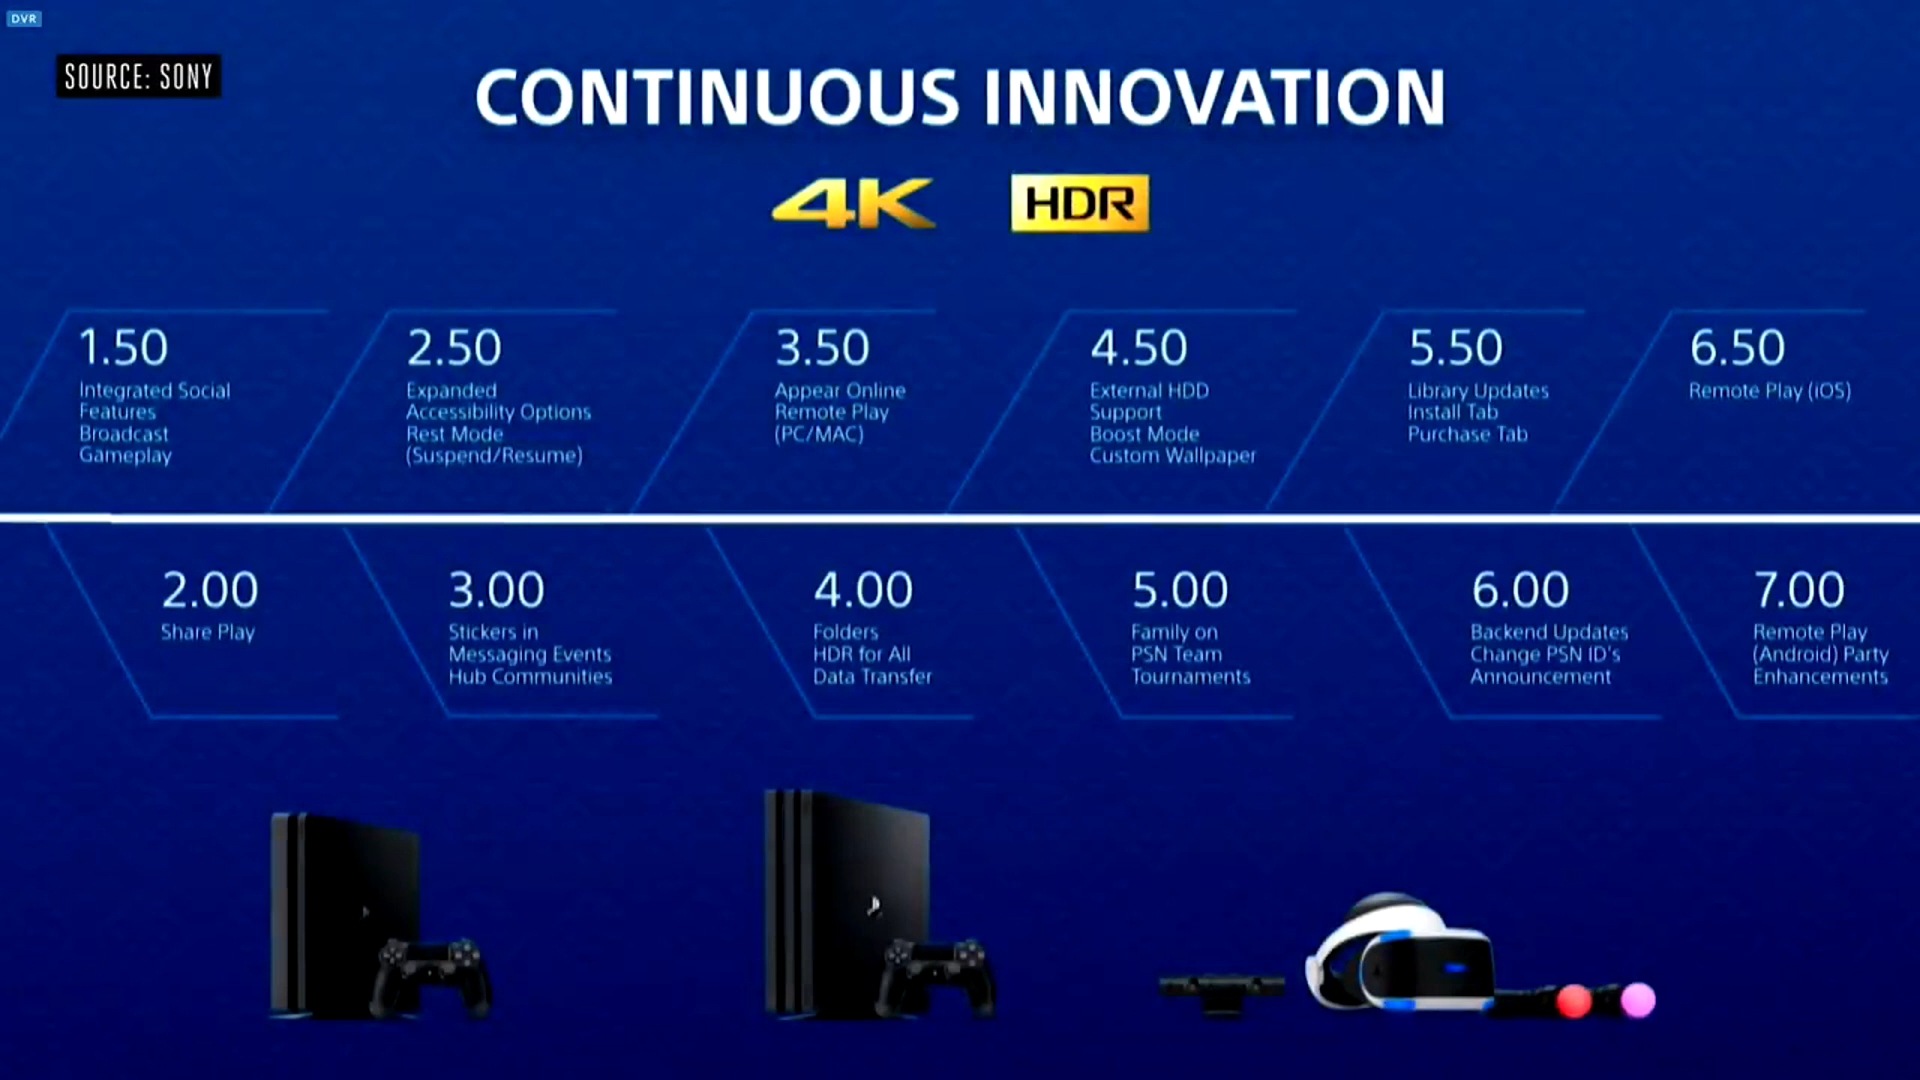 DVR
SOURCE: SONY
CONTINUOUS INNOVATION
4K
HDR
1.50
Integrated Social
Features
Broadcast
Gameplay
2.50
Expanded
Accessibility Options
Rest Mode
(Suspend/Resume)
3.50
Appear Online
Remote Play
(PC/MAC)
4.50
External HDD
Support
Boost Mode
Custom Wallpaper
5.50
Library Updates
Install Tab
Purchase Tab
6.50
Remote Play (iOS)
2.00
Share Play
3.00
Stickers in
Messaging Events
Hub Communities
4.00
Folders
HDR for All
Data Transfer
5.00
Family on
PSN Team
Tournaments
6.00
Backend Updates
Change PSN ID's
Announcement
7.00
Remote Play
(Android) Party
Enhancements